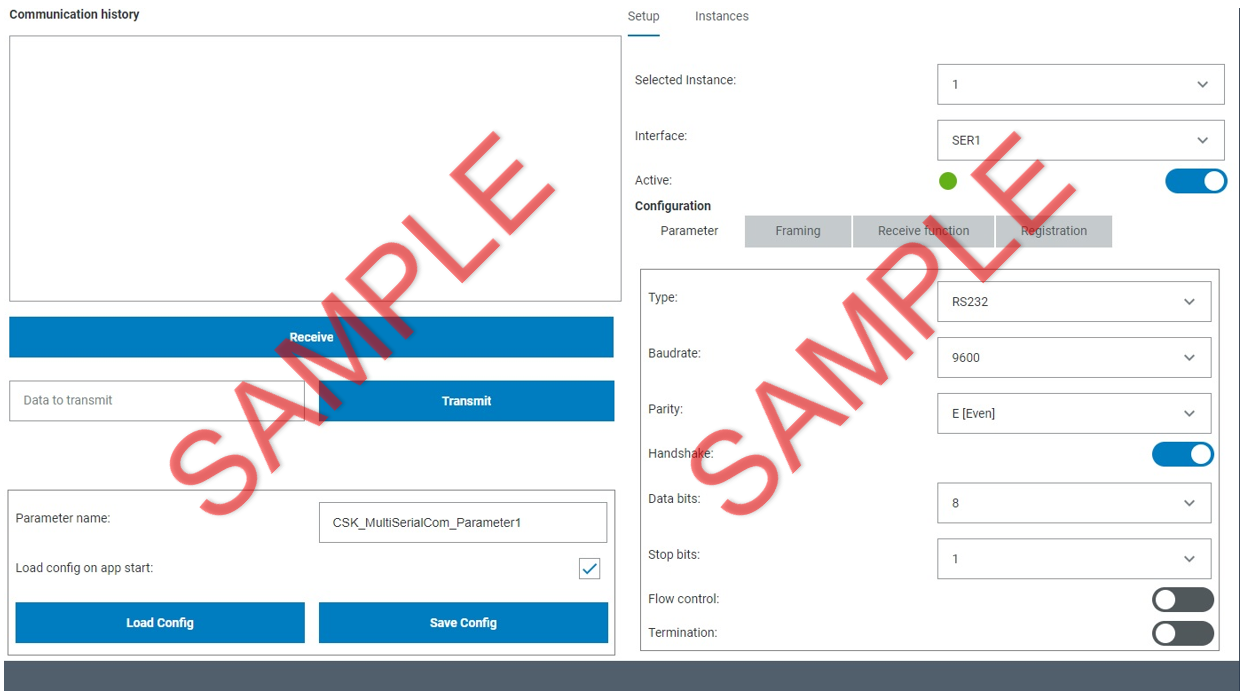 Communication history
Receive
Data to transmit
Transmit
Parameter name:
CSK_MultiSerialCom_Parameter1
Load config on app start:
Load Config
Save Config
Setup
Instances
Selected Instance:
1
Interface:
SER1
Active:
Configuration
Parameter
Framing
Receive function
Registration
Type:
RS232
Baudrate:
9600
Parity:
E [Even]
Handshake:
Data bits:
8
Stop bits:
1
Flow control:
Termination:
SAMPLE
SAMPLE